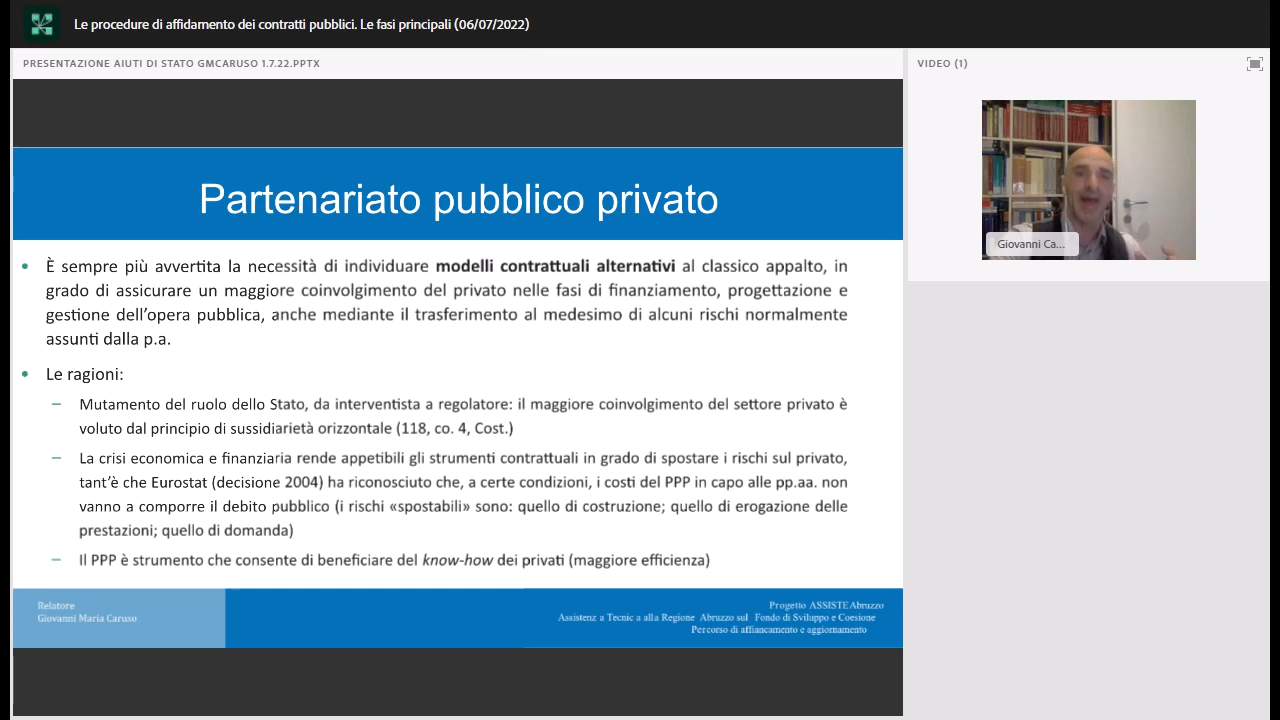 Le procedure di affidamento dei contratti pubblici. Le fasi principali (06/07/2022)
PRESENTAZIONE AIUTI DI STATO GMCARUSO 1.7.22.PPTX
VIDEO (1)
Partenariato pubblico privato
• È sempre più avvertita la necessità di individuare modelli contrattuali alternativi al classico appalto, in
grado di assicurare un maggiore coinvolgimento del privato nelle fasi di finanziamento, progettazione e
gestione dell'opera pubblica, anche mediante il trasferimento al medesimo di alcuni rischi normalmente
assunti dalla p.a.
• Le ragioni:
– Mutamento del ruolo dello Stato, da interventista a regolatore: il maggiore coinvolgimento del settore privato è
voluto dal principio di sussidiarietà orizzontale (118, co. 4, Cost.)
– La crisi economica e finanziaria rende appetibili gli strumenti contrattuali in grado di spostare i rischi sul privato,
tant'è che Eurostat (decisione 2004) ha riconosciuto che, a certe condizioni, i costi del PPP in capo alle pp.aa. non
vanno a comporre il debito pubblico (i rischi «spostabili» sono: quello di costruzione; quello di erogazione delle
prestazioni; quello di domanda)
– Il PPP è strumento che consente di beneficiare del know-how dei privati (maggiore efficienza)
Relatore
Giovanni Maria Caruso
Progetto ASSISTE Abruzzo
Assistenz a Tecnic a alla Regione Abruzzo sul Fondo di Sviluppo e Coesione
Percorso di affiancamento e aggiornamento
Giovanni Ca...